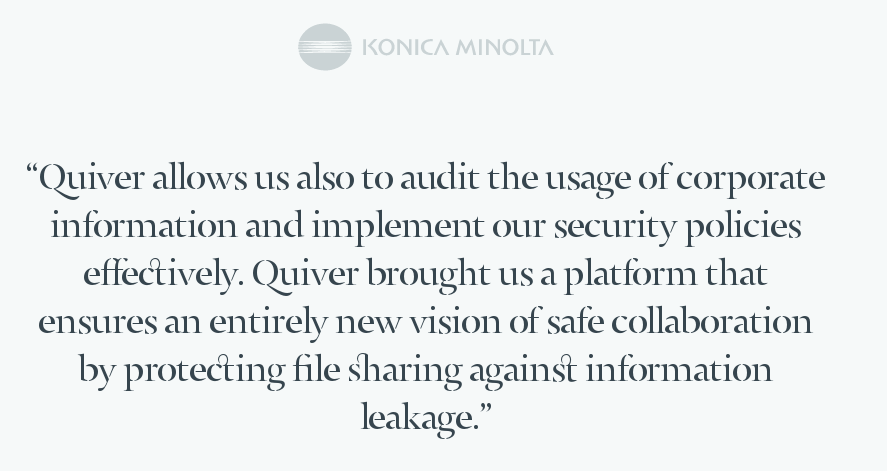 KONICA MINOLTA
“Quiver allows us also to audit the usage of corporate
information and implement our security policies
effectively. Quiver brought us a platform that
ensures an entirely new vision of safe collaboration
by protecting file sharing against information
leakage.”